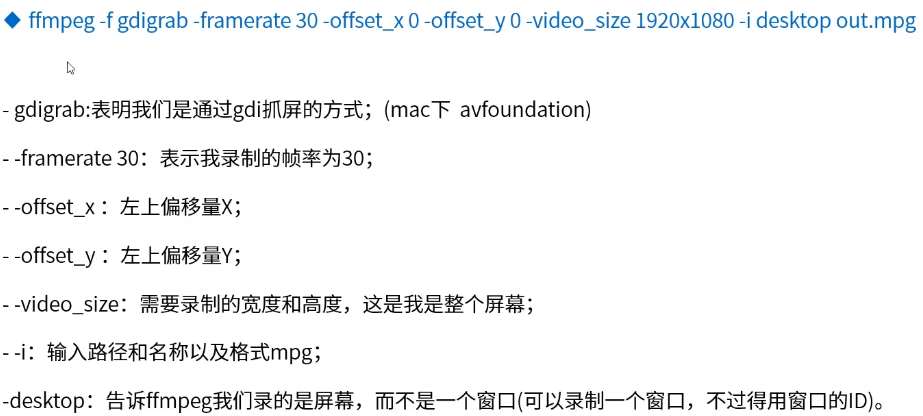 ◆ ffmpeg -f gdigrab -framerate 30 -offset_x 0 -offset_y 0 -video_size 1920x1080 -i desktop out.mpg
- gdigrab:表明我们是通过gdi抓屏的方式；(mac下 avfoundation)
- -framerate 30：表示我录制的帧率为30；
- -offset_x ：左上偏移量X；
- -offset_y ：左上偏移量Y；
- -video_size：需要录制的宽度和高度，这是我是整个屏幕；
- -i：输入路径和名称以及格式mpg；
-desktop：告诉ffmpeg我们录的是屏幕，而不是一个窗口(可以录制一个窗口，不过得用窗口的ID)。